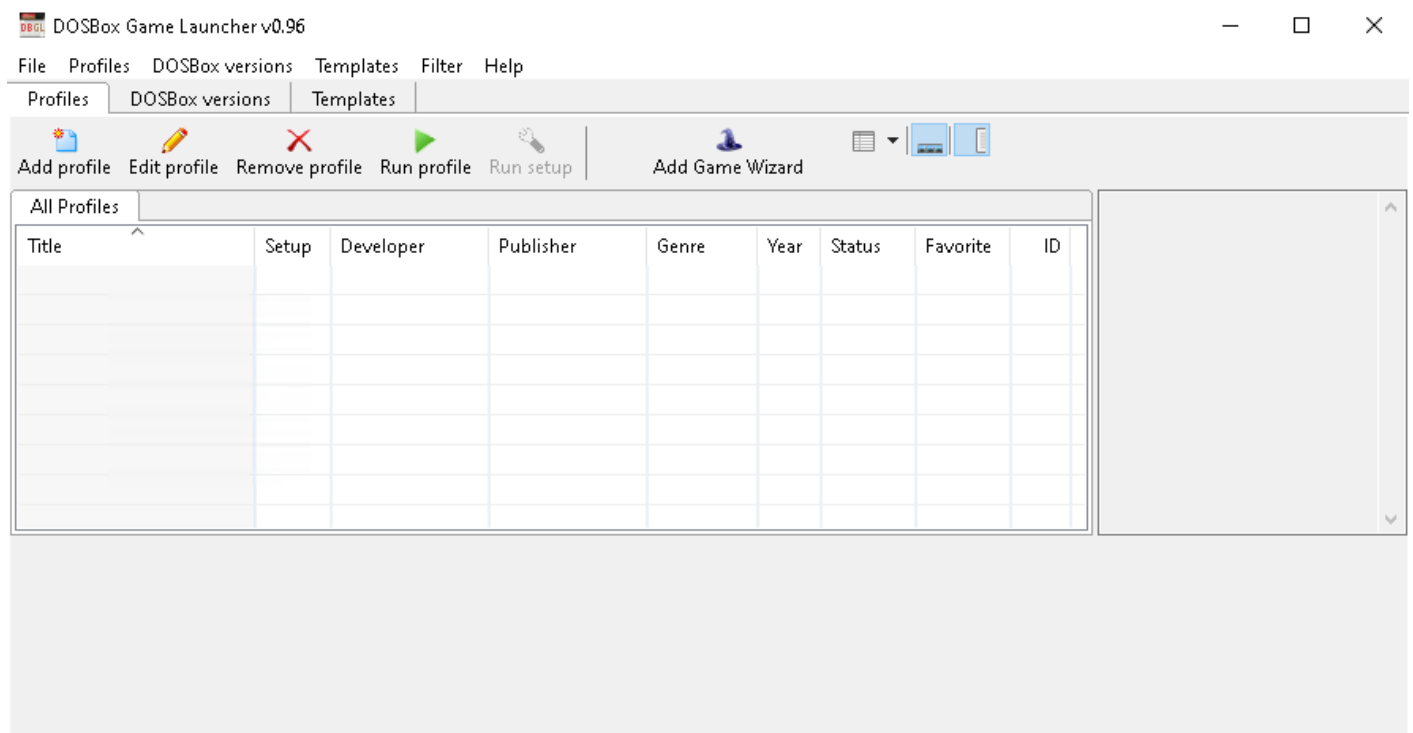 DBGL DOSBox Game Launcher v0.96
File Profiles DOSBox versions Templates Filter Help
Profiles DOSBox versions Templates
Add profile Edit profile Remove profile Run profile Run setup Add Game Wizard
All Profiles
Title Setup Developer Publisher Genre Year Status Favorite ID